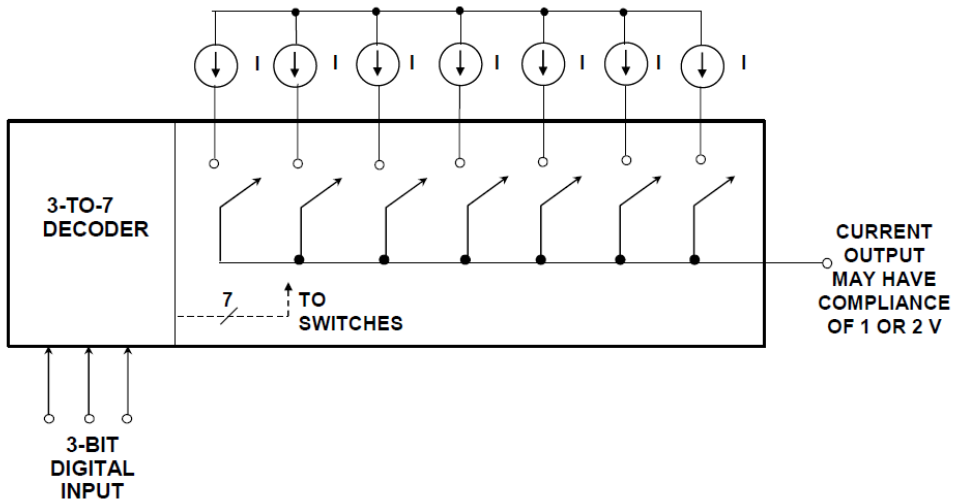 I I I I I I I
3-TO-7
DECODER
7
TO
SWITCHES
CURRENT
OUTPUT
MAY HAVE
COMPLIANCE
OF 1 OR 2 V
3-BIT
DIGITAL
INPUT